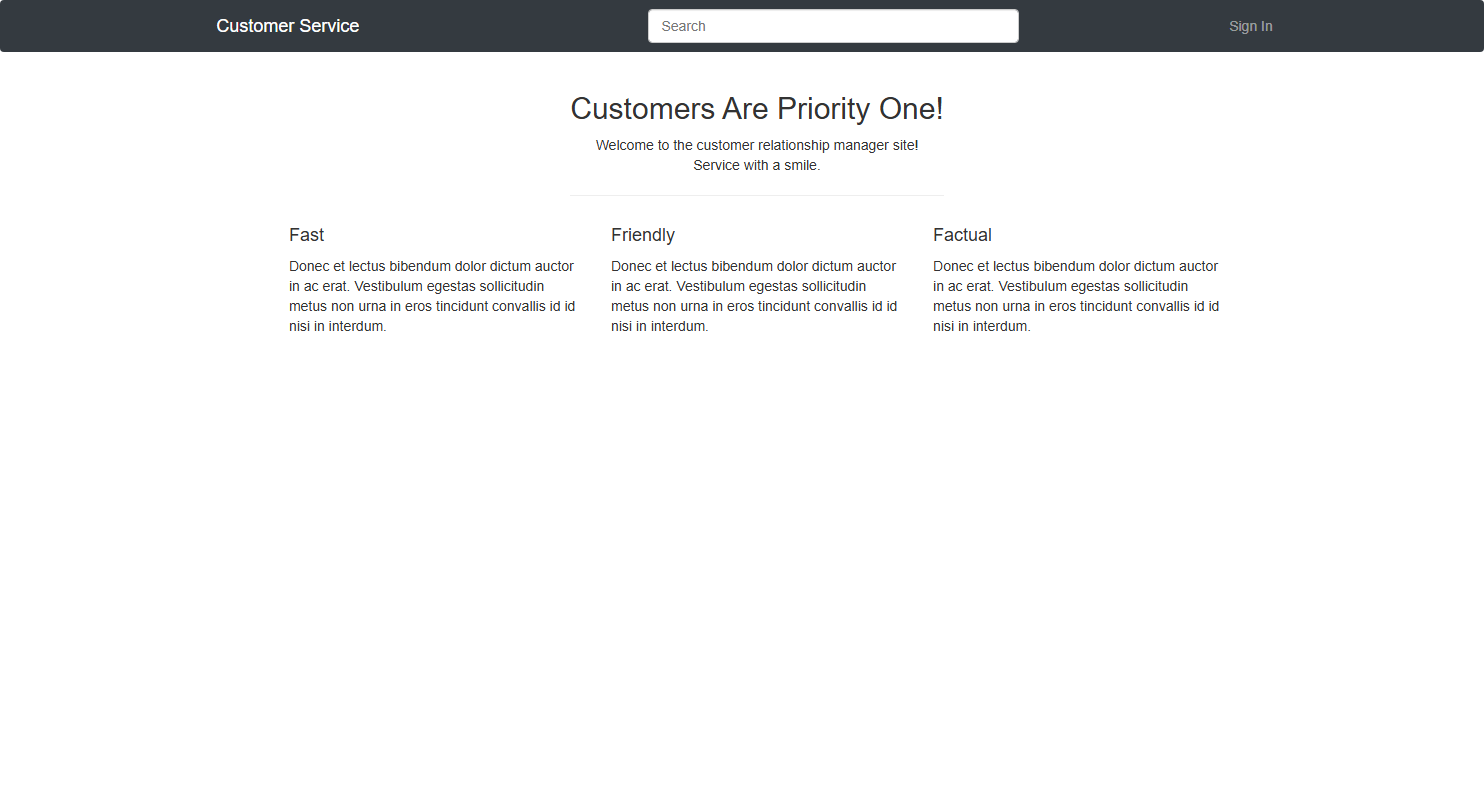 Customer Service
Search
Sign In
Customers Are Priority One!
Welcome to the customer relationship manager site!
Service with a smile.
Fast
Donec et lectus bibendum dolor dictum auctor
in ac erat. Vestibulum egestas sollicitudin
metus non urna in eros tincidunt convallis id id
nisi in interdum.
Friendly
Donec et lectus bibendum dolor dictum auctor
in ac erat. Vestibulum egestas sollicitudin
metus non urna in eros tincidunt convallis id id
nisi in interdum.
Factual
Donec et lectus bibendum dolor dictum auctor
in ac erat. Vestibulum egestas sollicitudin
metus non urna in eros tincidunt convallis id id
nisi in interdum.